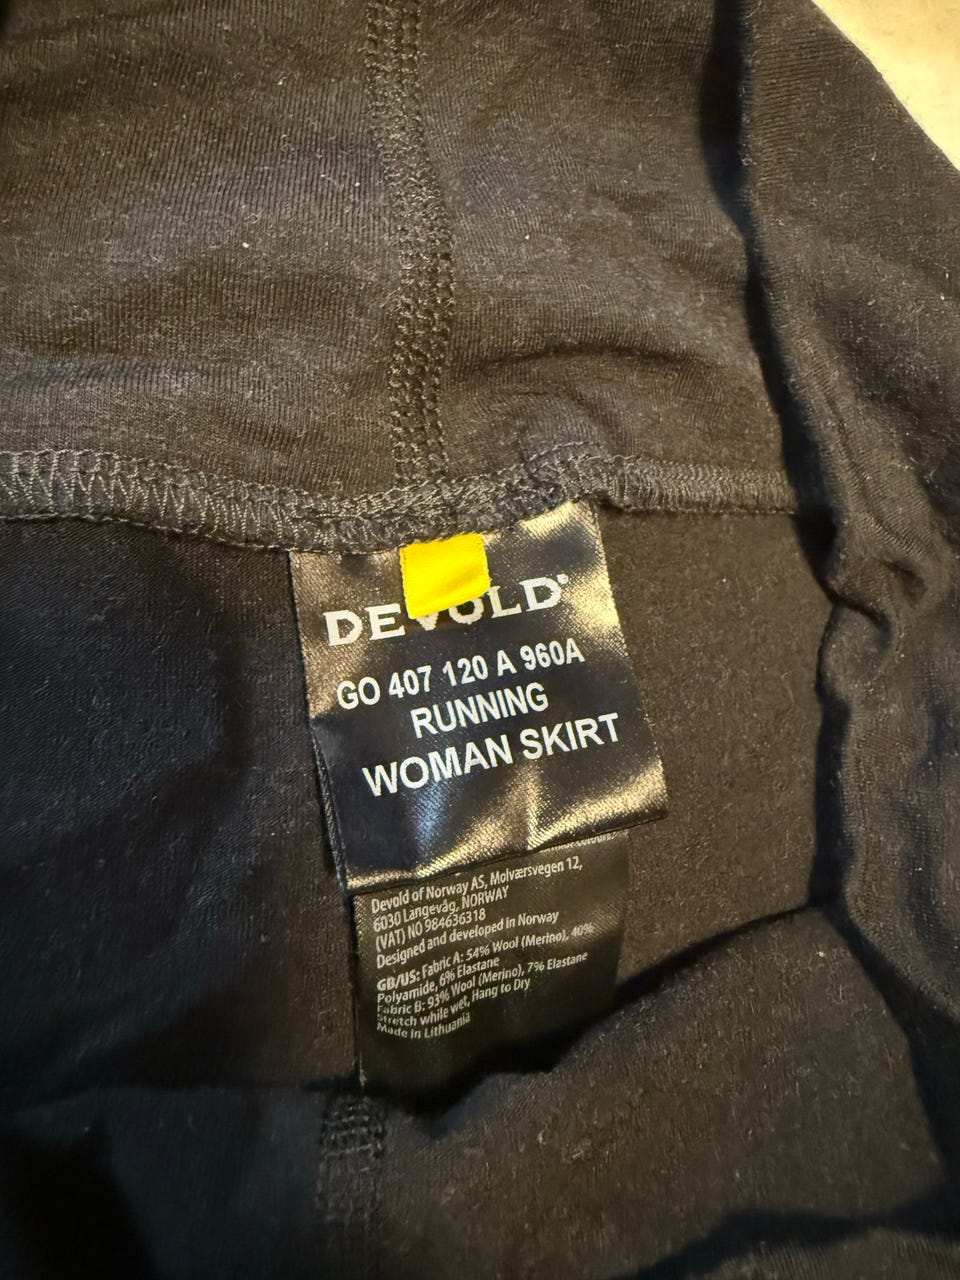 DEVOLD®
GO 407 120 A 960A
RUNNING
WOMAN SKIRT
Devold of Norway AS, Molværsvegen 12,
6030 Langevåg, NORWAY
(VAT) NO 984636318
Designed and developed in Norway
GB/US: Fabric A: 54% Wool (Merino), 40%
Polyamide, 6% Elastane
Fabric B: 93% Wool (Merino), 7% Elastane
Stretch while wet, Hang to Dry
Made in Lithuania